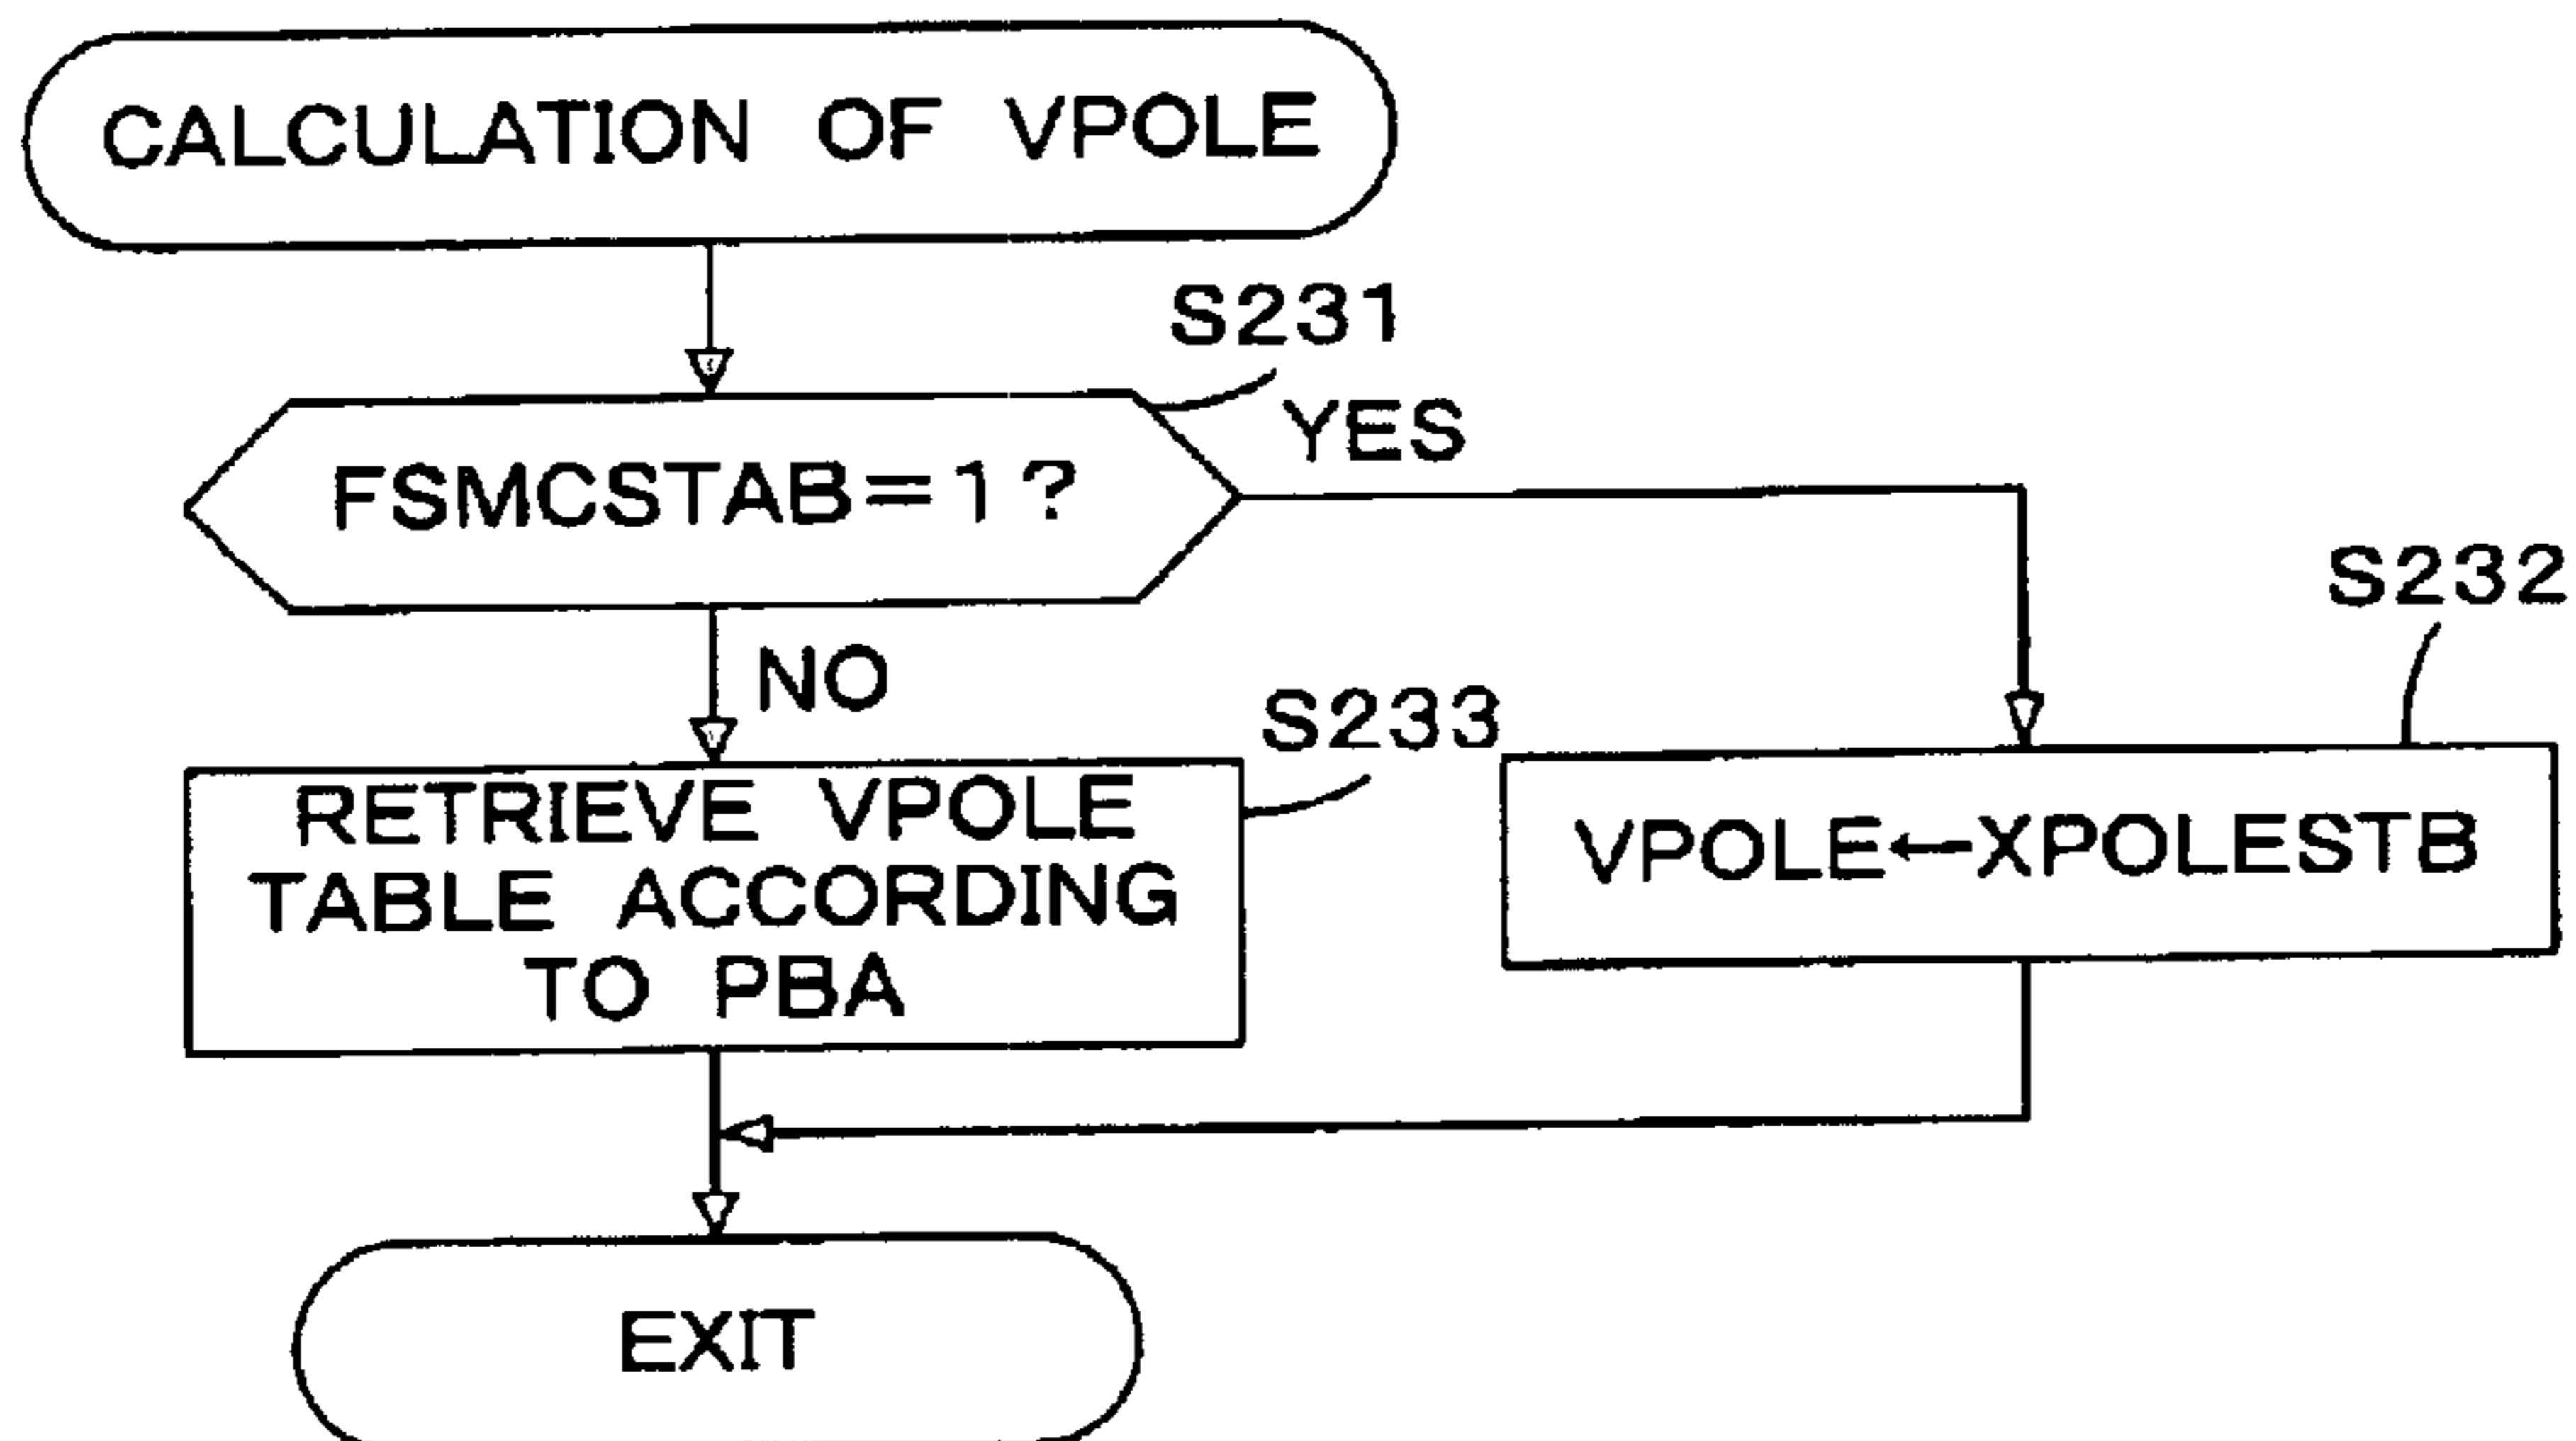 CALCULATION OF VPOLE
S231
FSMCSTAB=1?
YES
NO
S232
VPOLE←XPOLESTB
S233
RETRIEVE VPOLE
TABLE ACCORDING
TO PBA
EXIT